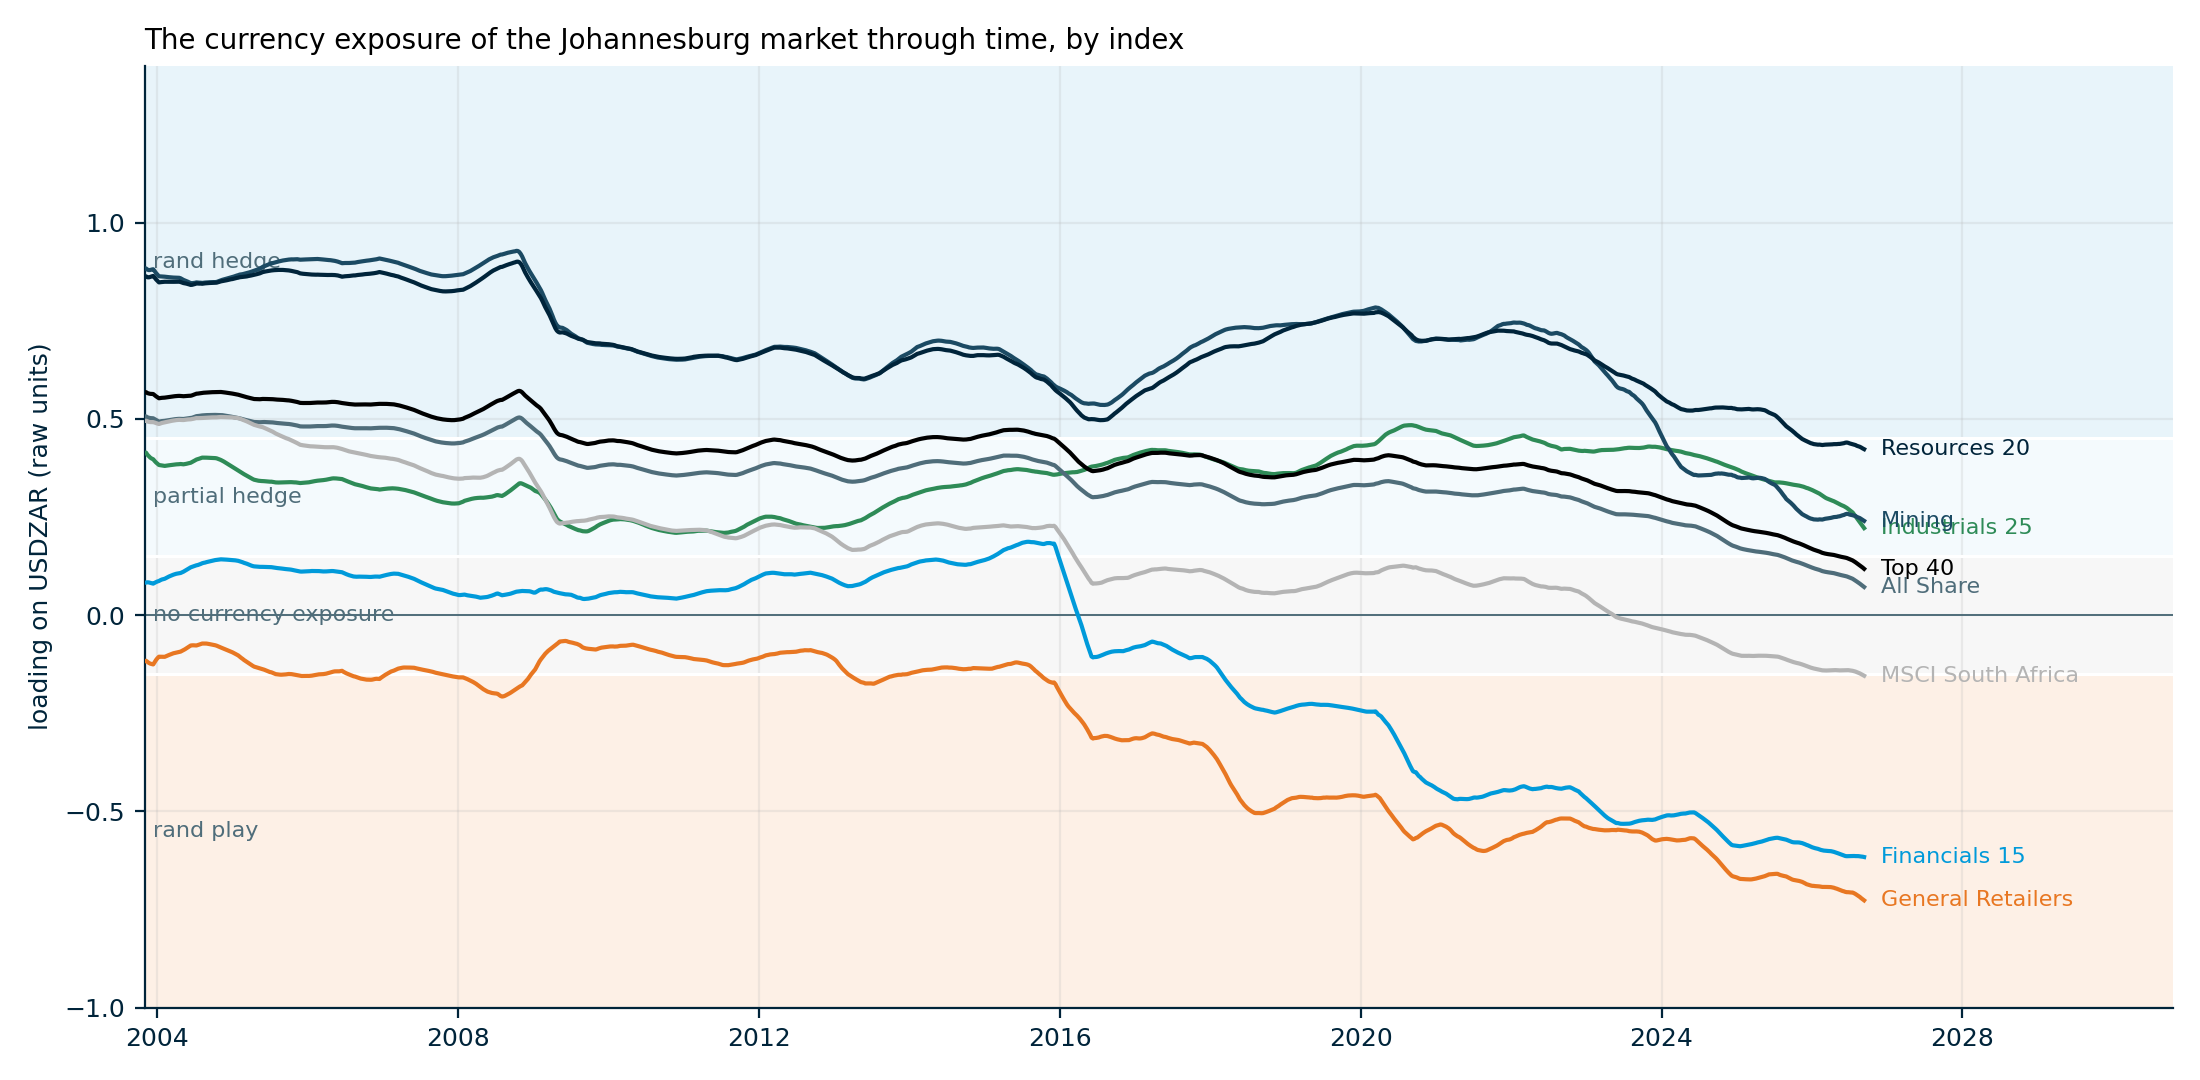 The currency exposure of the Johannesburg market through time, by index
loading on USDZAR (raw units)
1.0
0.5
0.0
−0.5
−1.0
rand hedge
partial hedge
no currency exposure
rand play
Resources 20
Mining
Industrials 25
Top 40
All Share
MSCI South Africa
Financials 15
General Retailers
2004 2008 2012 2016 2020 2024 2028